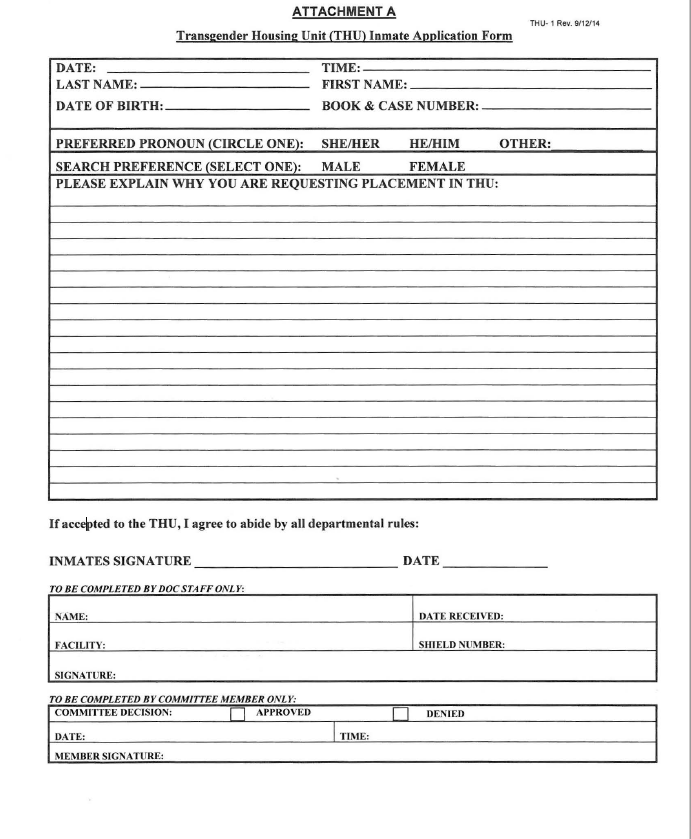 ATTACHMENT A
THU- 1 Rev. 9/12/14
Transgender Housing Unit (THU) Inmate Application Form
DATE: TIME:
LAST NAME: FIRST NAME:
DATE OF BIRTH: BOOK & CASE NUMBER:
PREFERRED PRONOUN (CIRCLE ONE): SHE/HER HE/HIM OTHER:
SEARCH PREFERENCE (SELECT ONE): MALE FEMALE
PLEASE EXPLAIN WHY YOU ARE REQUESTING PLACEMENT IN THU:
If accepted to the THU, I agree to abide by all departmental rules:
INMATES SIGNATURE DATE
TO BE COMPLETED BY DOC STAFF ONLY:
NAME: DATE RECEIVED:
FACILITY: SHIELD NUMBER:
SIGNATURE:
TO BE COMPLETED BY COMMITTEE MEMBER ONLY:
COMMITTEE DECISION: APPROVED DENIED
DATE: TIME:
MEMBER SIGNATURE: